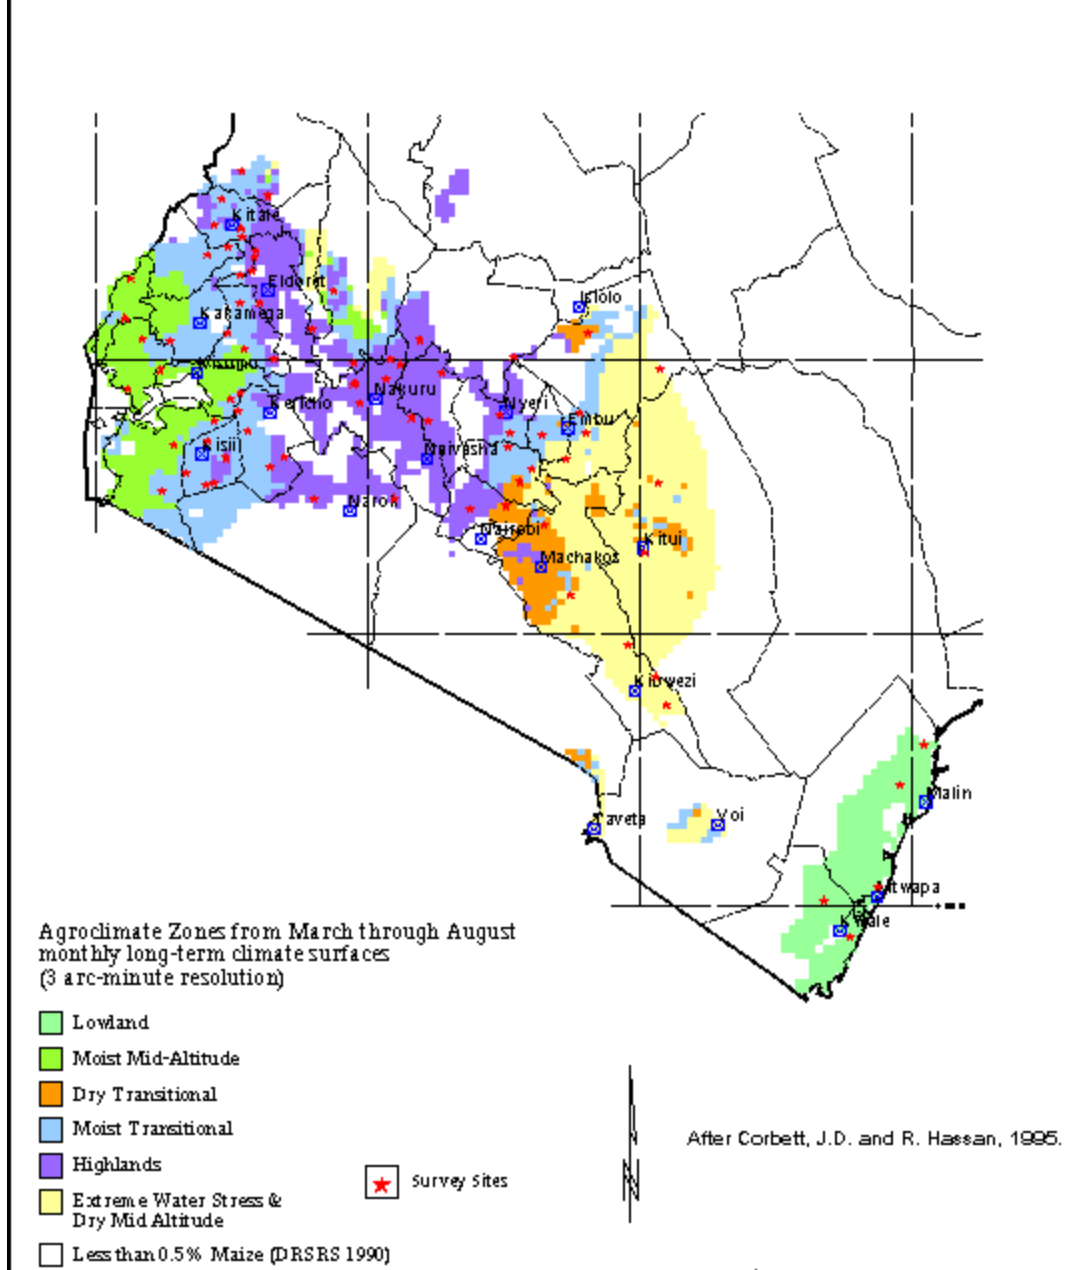 Kitale
Eldoret
Isiolo
Kakamega
Nakuru
Kericho
Nyeri
Embu
Kisii
Naivasha
Narok
Nairobi
Kitui
Machakos
Kibwezi
Malin
Taveta
Voi
Mtwapa
Kwale
Agroclimate Zones from March through August
monthly long-term climate surfaces
(3 arc-minute resolution)
Lowland
Moist Mid-Altitude
Dry Transitional
Moist Transitional
After Corbett, J.D. and R. Hassan, 1995.
Highlands
Survey Sites
Extreme Water Stress &
Dry Mid Altitude
Less than 0.5% Maize (DRSRS 1990)